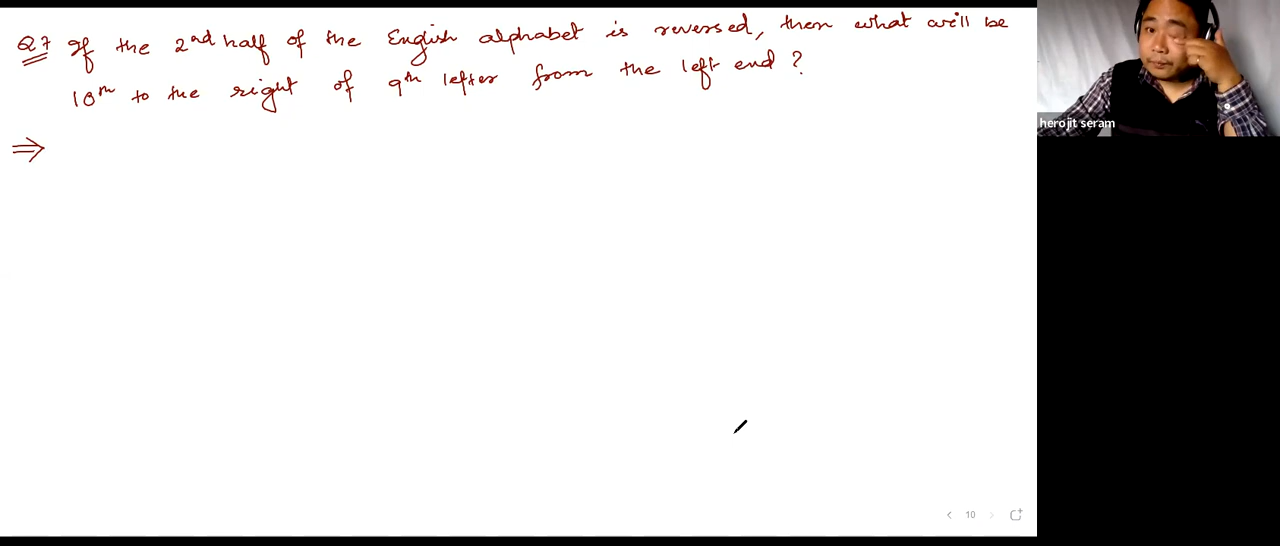 Q7 If the 2nd half of the English alphabet is reversed, then what will be
10th to the right of 9th letter from the left end ?
⇒
herojit seram
10